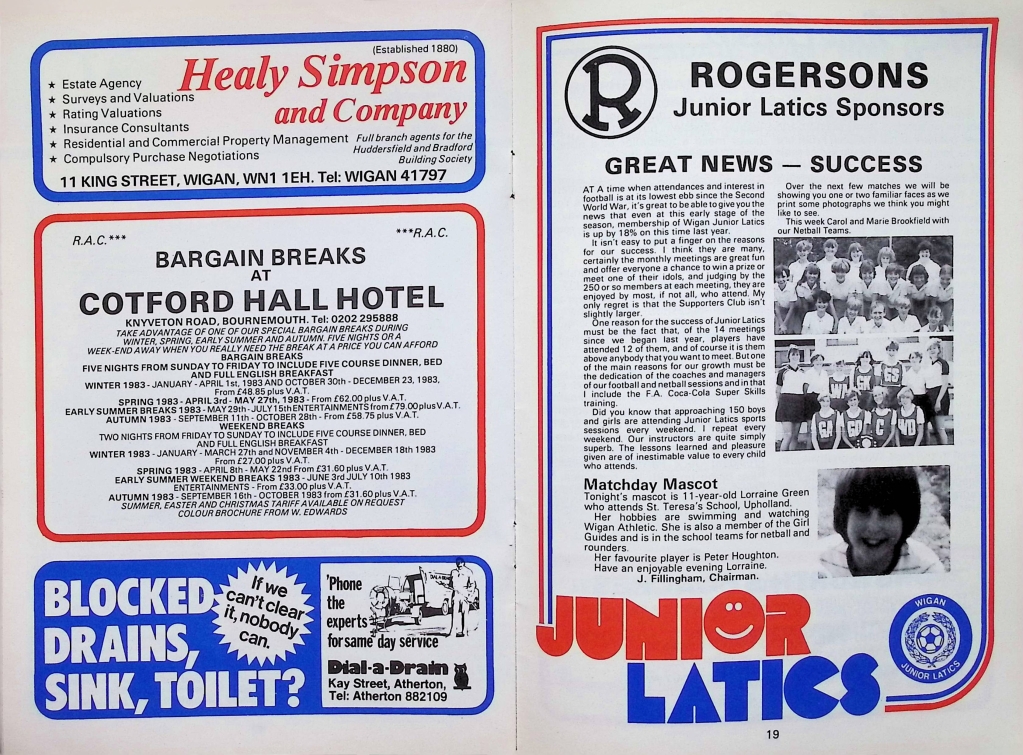 (Established 1880)
Healy Simpson
and Company
★ Estate Agency
★ Surveys and Valuations
★ Rating Valuations
★ Insurance Consultants
★ Residential and Commercial Property Management
★ Compulsory Purchase Negotiations
Full branch agents for the
Huddersfield and Bradford
Building Society
11 KING STREET, WIGAN, WN1 1EH. Tel: WIGAN 41797
R.A.C.*** ***R.A.C.
BARGAIN BREAKS
AT
COTFORD HALL HOTEL
KNYVETON ROAD, BOURNEMOUTH. Tel: 0202 295888
TAKE ADVANTAGE OF ONE OF OUR SPECIAL BARGAIN BREAKS DURING
WINTER, SPRING, EARLY SUMMER AND AUTUMN. FIVE NIGHTS OR A
WEEK-END AWAY WHEN YOU REALLY NEED THE BREAK AT A PRICE YOU CAN AFFORD
BARGAIN BREAKS
FIVE NIGHTS FROM SUNDAY TO FRIDAY TO INCLUDE FIVE COURSE DINNER, BED
AND FULL ENGLISH BREAKFAST
WINTER 1983 - JANUARY - APRIL 1st, 1983 AND OCTOBER 30th - DECEMBER 23, 1983,
From £48.85 plus V.A.T.
SPRING 1983 - APRIL 3rd - MAY 27th, 1983 - From £62.00 plus V.A.T.
EARLY SUMMER BREAKS 1983 - MAY 29th - JULY 15th ENTERTAINMENTS from £79.00 plus V.A.T.
AUTUMN 1983 - SEPTEMBER 11th - OCTOBER 28th - From £58.75 plus V.A.T.
WEEKEND BREAKS
TWO NIGHTS FROM FRIDAY TO SUNDAY TO INCLUDE FIVE COURSE DINNER, BED
AND FULL ENGLISH BREAKFAST
WINTER 1983 - JANUARY - MARCH 27th and NOVEMBER 4th - DECEMBER 18th 1983
From £27.00 plus V.A.T.
SPRING 1983 - APRIL 8th - MAY 22nd From £31.60 plus V.A.T.
EARLY SUMMER WEEKEND BREAKS 1983 - JUNE 3rd JULY 10th 1983
ENTERTAINMENTS - From £33.00 plus V.A.T.
AUTUMN 1983 - SEPTEMBER 16th - OCTOBER 1983 from £31.60 plus V.A.T.
SUMMER, EASTER AND CHRISTMAS TARIFF AVAILABLE ON REQUEST
COLOUR BROCHURE FROM W. EDWARDS
BLOCKED
DRAINS,
SINK, TOILET?
If we
can't clear
it, nobody
can.
'Phone
the
experts
for same day service
Dial-a-Drain
Kay Street, Atherton,
Tel: Atherton 882109
R
ROGERSONS
Junior Latics Sponsors
GREAT NEWS — SUCCESS
AT A time when attendances and interest in
football is at its lowest ebb since the Second
World War, it's great to be able to give you the
news that even at this early stage of the
season, membership of Wigan Junior Latics
is up by 18% on this time last year.
It isn't easy to put a finger on the reasons
for our success. I think they are many,
certainly the monthly meetings are great fun
and offer everyone a chance to win a prize or
meet one of their idols, and judging by the
250 or so members at each meeting, they are
enjoyed by most, if not all, who attend. My
only regret is that the Supporters Club isn't
slightly larger.
One reason for the success of Junior Latics
must be the fact that, of the 14 meetings
since we began last year, players have
attended 12 of them, and of course it is them
above anybody that you want to meet. But one
of the main reasons for our growth must be
the dedication of the coaches and managers
of our football and netball sessions and in that
I include the F.A. Coca-Cola Super Skills
training.
Did you know that approaching 150 boys
and girls are attending Junior Latics sports
sessions every weekend. I repeat every
weekend. Our instructors are quite simply
superb. The lessons learned and pleasure
given are of inestimable value to every child
who attends.
Over the next few matches we will be
showing you one or two familiar faces as we
print some photographs we think you might
like to see.
This week Carol and Marie Brookfield with
our Netball Teams.
GA GD C WD
GS
Matchday Mascot
Tonight's mascot is 11-year-old Lorraine Green
who attends St. Teresa's School, Upholland.
Her hobbies are swimming and watching
Wigan Athletic. She is also a member of the Girl
Guides and is in the school teams for netball and
rounders.
Her favourite player is Peter Houghton.
Have an enjoyable evening Lorraine.
J. Fillingham, Chairman.
JUNIOR
LATICS
WIGAN
JUNIOR LATICS
19